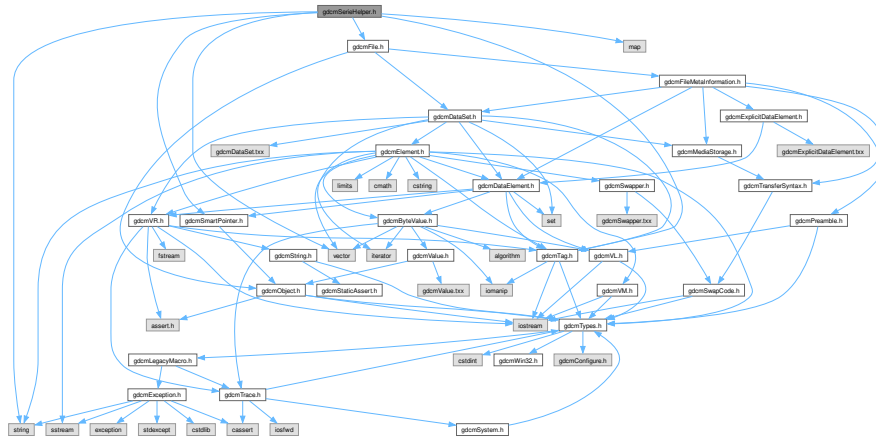 gdcmSerieHelper.h
gdcmFile.h
map
gdcmFileMetaInformation.h
gdcmDataSet.h
gdcmExplicitDataElement.h
gdcmDataSet.txx
gdcmElement.h
gdcmMediaStorage.h
gdcmExplicitDataElement.txx
limits
cmath
cstring
gdcmDataElement.h
gdcmSwapper.h
gdcmTransferSyntax.h
gdcmVR.h
gdcmSmartPointer.h
gdcmByteValue.h
set
gdcmSwapper.txx
gdcmPreamble.h
fstream
gdcmString.h
vector
iterator
gdcmValue.h
algorithm
gdcmTag.h
gdcmVL.h
gdcmObject.h
gdcmStaticAssert.h
gdcmValue.txx
iomanip
gdcmVM.h
gdcmSwapCode.h
assert.h
iostream
gdcmTypes.h
gdcmLegacyMacro.h
cstdint
gdcmWin32.h
gdcmConfigure.h
gdcmException.h
gdcmTrace.h
string
sstream
exception
stdexcept
cstdlib
cassert
iosfwd
gdcmSystem.h